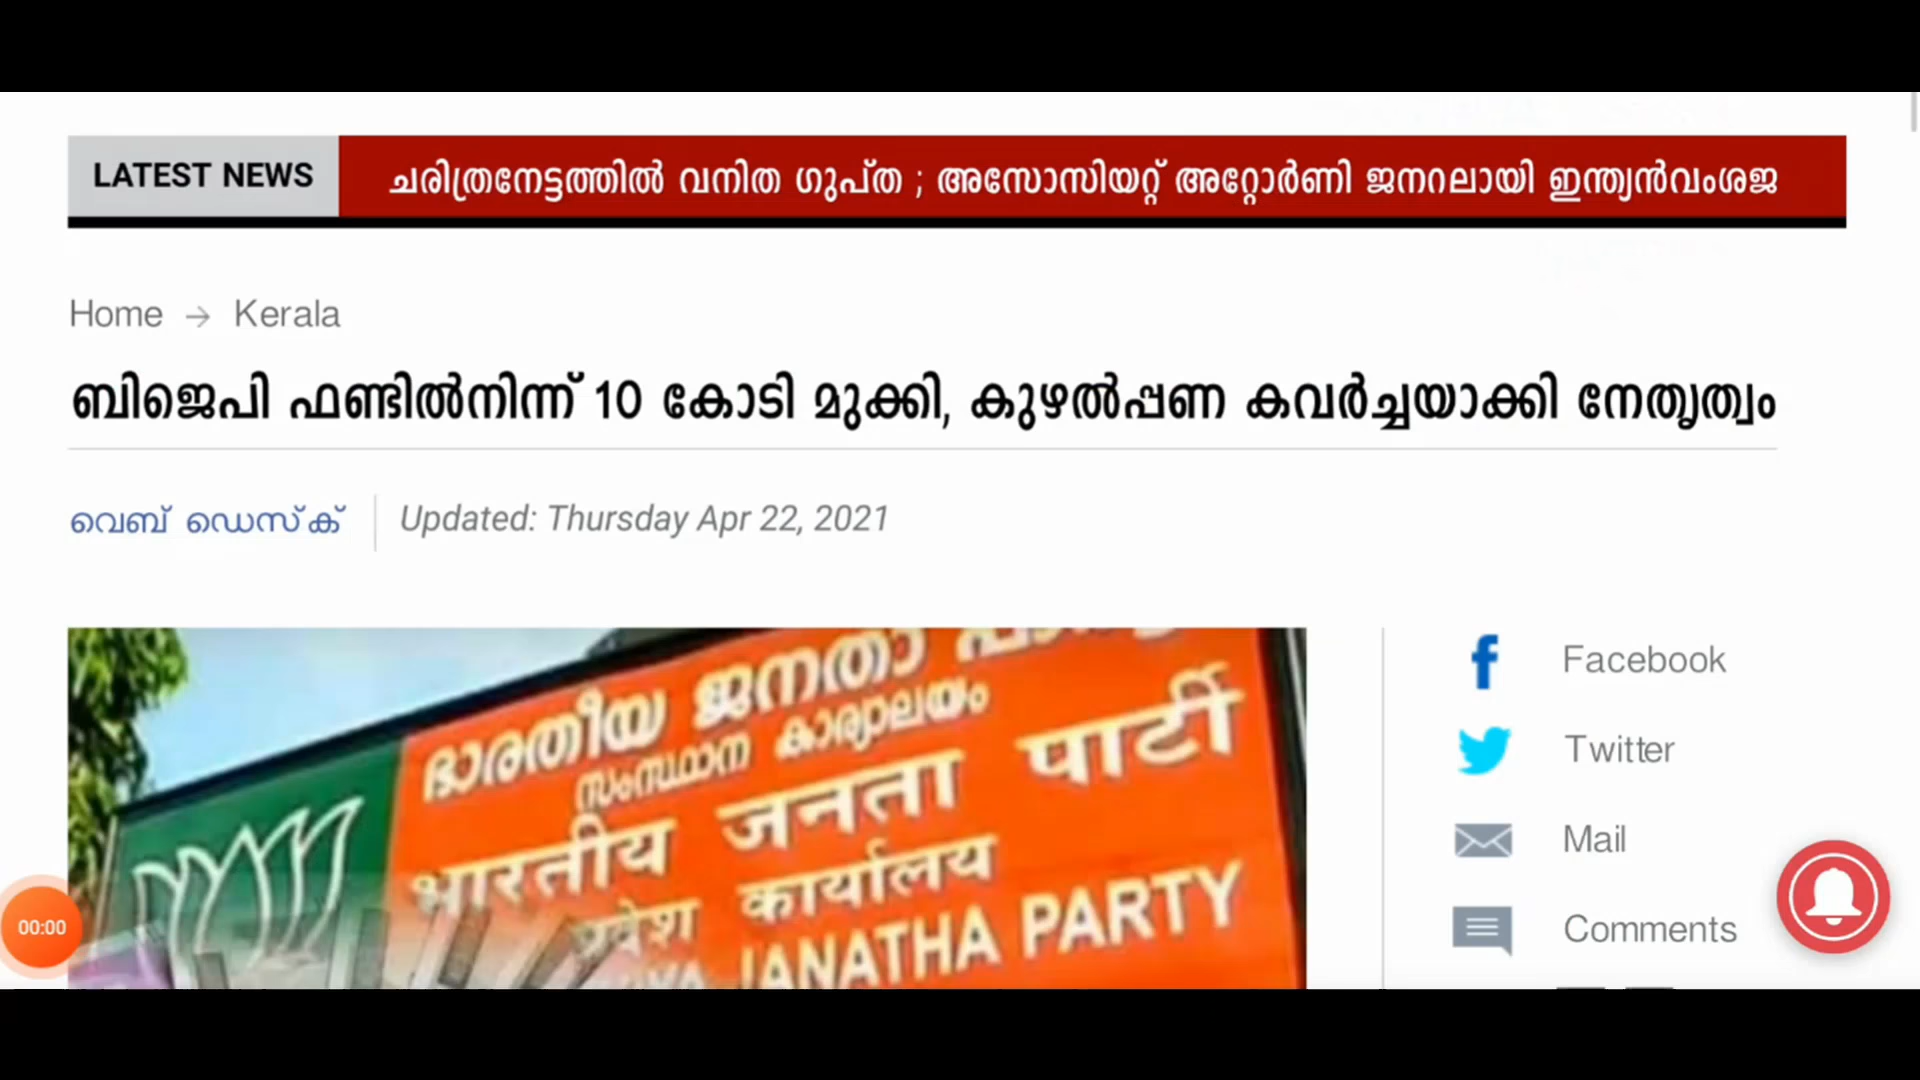 LATEST NEWS ചരിത്രനേട്ടത്തിൽ വനിത ഗുപ്ത ; അസോസിയറ്റ് അറ്റോർണി ജനറലായി ഇന്ത്യൻവംശജ
Home → Kerala
ബിജെപി ഫണ്ടിൽനിന്ന് 10 കോടി മുക്കി, കുഴൽപ്പണ കവർച്ചയാക്കി നേതൃത്വം
വെബ് ഡെസ്ക് Updated: Thursday Apr 22, 2021
ഭാരതീയ ജനതാ
സംസ്ഥാന കാര്യാലയം
भारतीय जनता पार्टी
प्रदेश कार्यालय
JANATHA PARTY
Facebook
Twitter
Mail
Comments
00:00